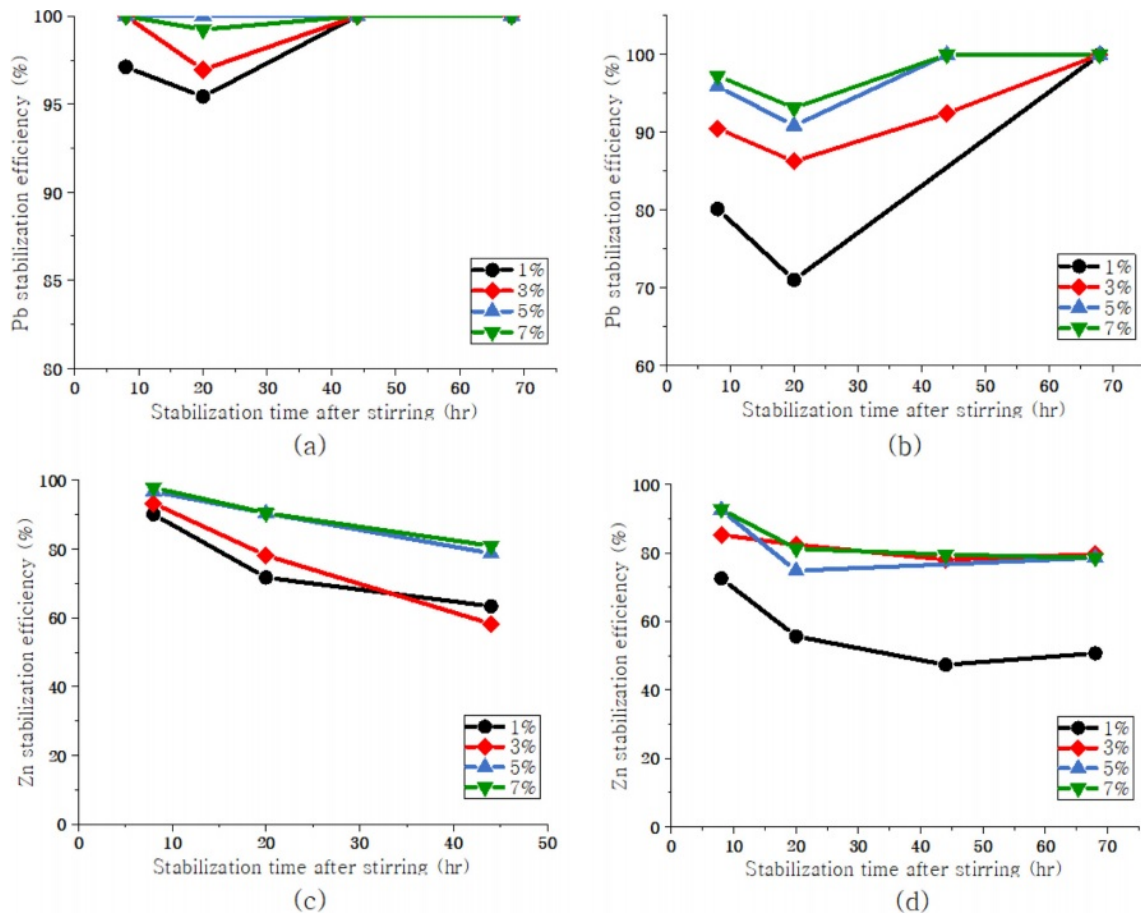 Pb stabilization efficiency (%)
100
95
90
85
80
0 10 20 30 40 50 60 70
Stabilization time after stirring (hr)
1%
3%
5%
7%
(a)
Pb stabilization efficiency (%)
100
90
80
70
60
0 10 20 30 40 50 60 70
Stabilization time after stirring (hr)
1%
3%
5%
7%
(b)
Zn stabilization efficiency (%)
100
80
60
40
20
0
0 10 20 30 40 50
Stabilization time after stirring (hr)
1%
3%
5%
7%
(c)
Zn stabilization efficiency (%)
100
80
60
40
20
0
0 10 20 30 40 50 60 70
Stabilization time after stirring (hr)
1%
3%
5%
7%
(d)